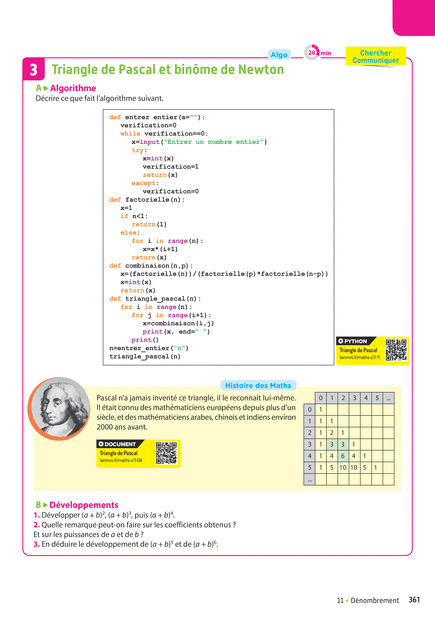 Algo
20 min
Chercher
Communiquer
3 Triangle de Pascal et binôme de Newton
A ▸ Algorithme
Décrire ce que fait l'algorithme suivant.
def entrer entier(a=""):
verification=0
while verification==0:
x=input("Entrer un nombre entier")
try:
x=int(x)
verification=1
return(x)
except:
verification=0
def factorielle(n):
x=1
if n<1:
return(1)
else:
for i in range(n):
x=x*(i+1)
return(x)
def combinaison(n,p):
x=(factorielle(n))/(factorielle(p)*factorielle(n-p))
x=int(x)
return(x)
def triangle_pascal(n):
for i in range(n):
for j in range(i+1):
x=combinaison(i,j)
print(x, end=" ")
print()
n=entrer_entier("n")
triangle_pascal(n)
PYTHON
Triangle de Pascal
Histoire des Maths
Pascal n'a jamais inventé ce triangle, il le reconnaît lui-même.
Il était connu des mathématiciens européens depuis plus d'un
siècle, et des mathématiciens arabes, chinois et indiens environ
2000 ans avant.
DOCUMENT
Triangle de Pascal
lienmini.fr/maths-s11-04
0 1 2 3 4 5 ...
0 1
1 1 1
2 1 2 1
3 1 3 3 1
4 1 4 6 4 1
5 1 5 10 10 5 1
...
B ▸ Développements
1. Développer (a + b)², (a + b)³, puis (a + b)⁴.
2. Quelle remarque peut-on faire sur les coefficients obtenus ?
Et sur les puissances de a et de b ?
3. En déduire le développement de (a + b)⁵ et de (a + b)⁶.
11 • Dénombrement 361